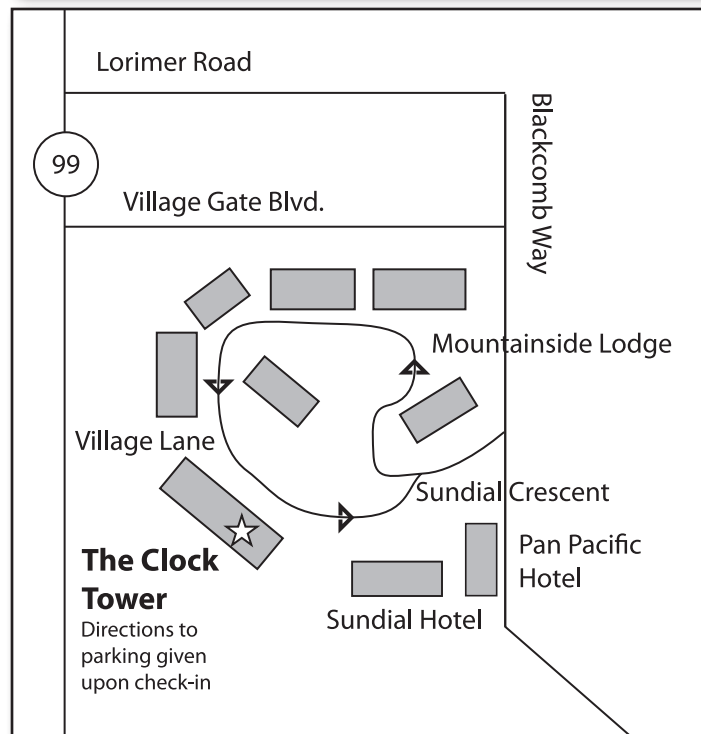 Lorimer Road
Blackcomb Way
99
Village Gate Blvd.
Mountainside Lodge
Village Lane
Sundial Crescent
The Clock
Tower
Directions to
parking given
upon check-in
Pan Pacific
Hotel
Sundial Hotel